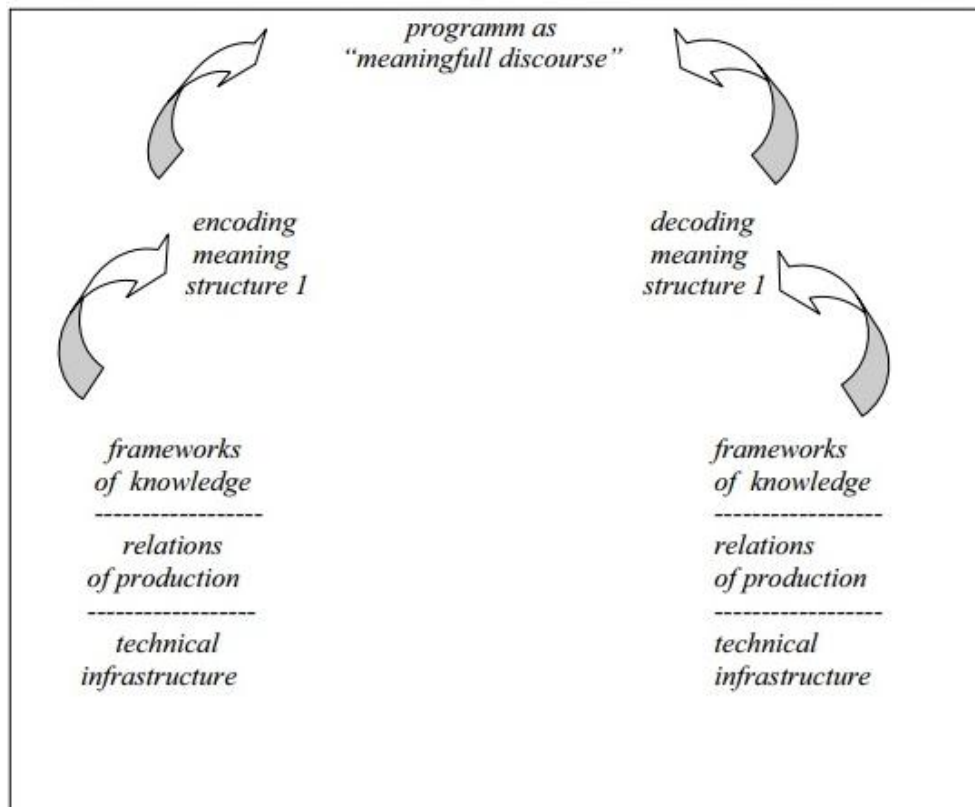 programm as
“meaningfull discourse”
encoding
meaning
structure 1
decoding
meaning
structure 1
frameworks
of knowledge
------------------
relations
of production
------------------
technical
infrastructure
frameworks
of knowledge
------------------
relations
of production
------------------
technical
infrastructure